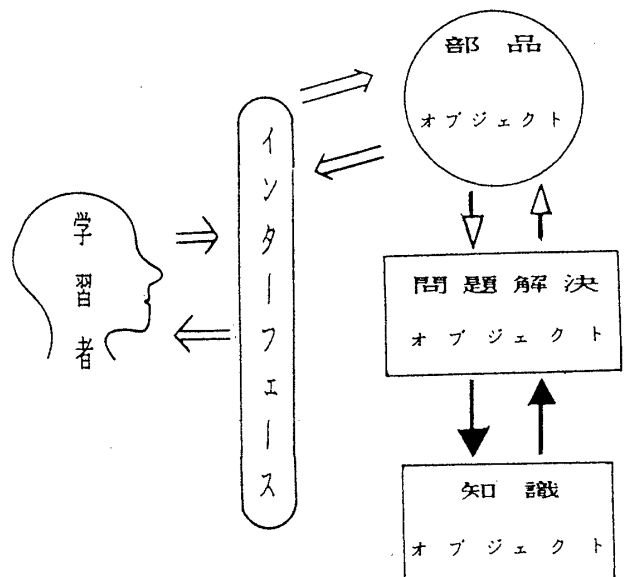 学習者
インターフェース
部品
オブジェクト
問題解決
オブジェクト
知識
オブジェクト